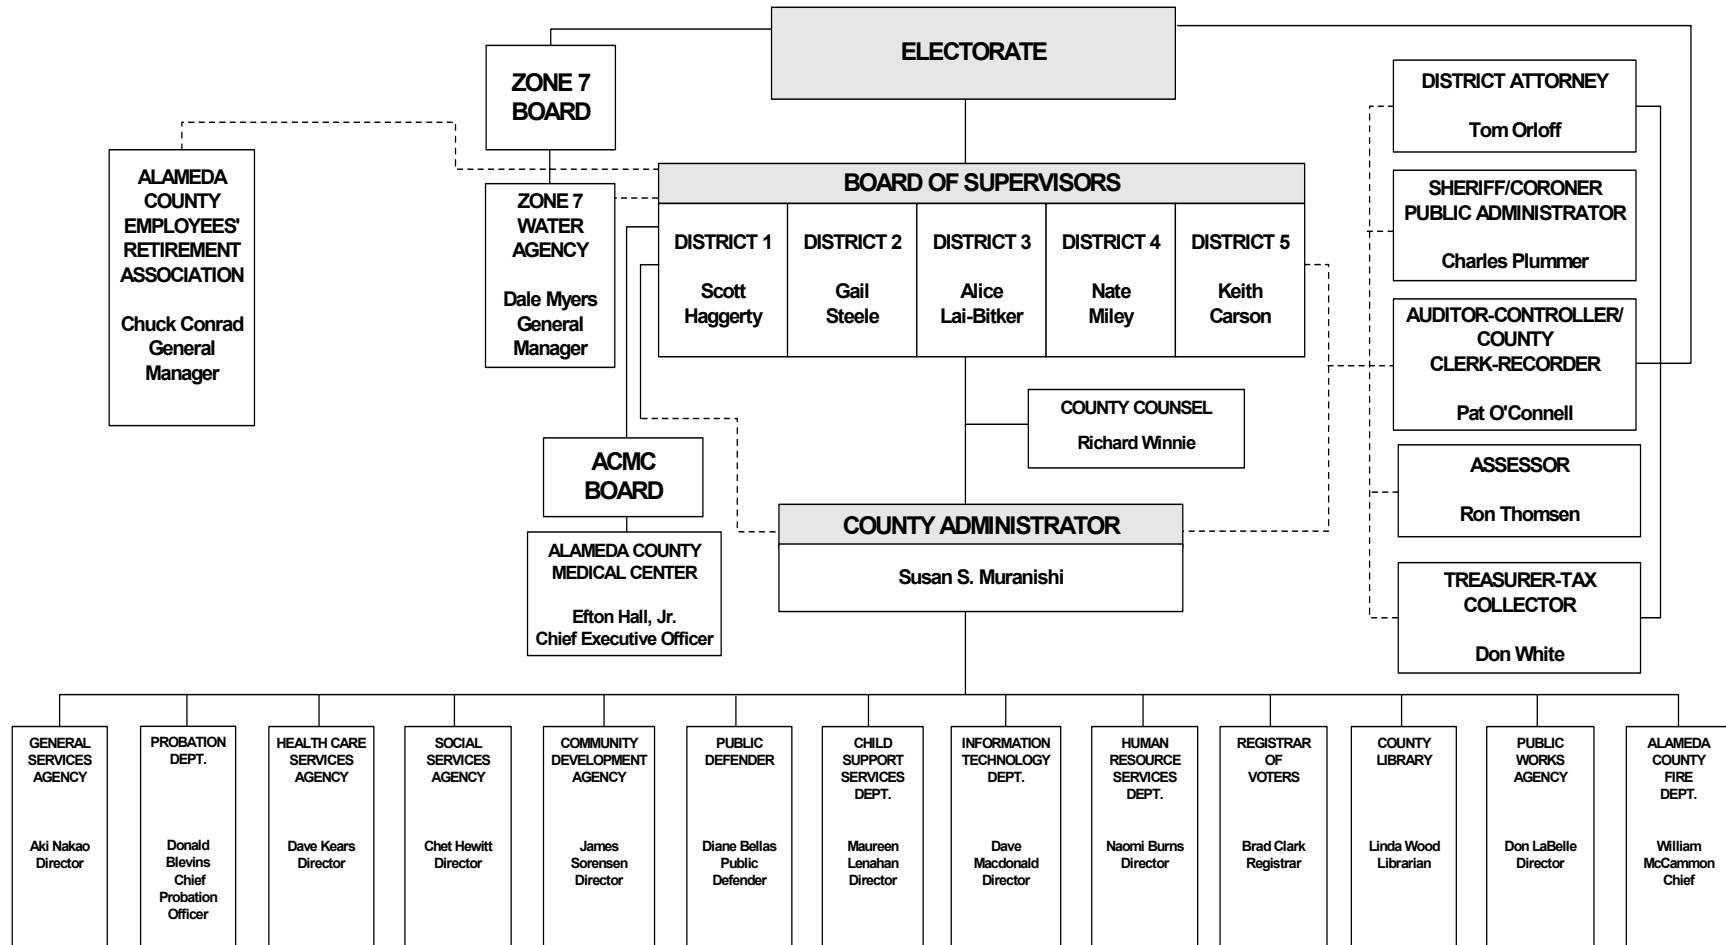 ELECTORATE
ZONE 7
BOARD
DISTRICT ATTORNEY
Tom Orloff
ALAMEDA
COUNTY
EMPLOYEES'
RETIREMENT
ASSOCIATION
Chuck Conrad
General
Manager
ZONE 7
WATER
AGENCY
Dale Myers
General
Manager
BOARD OF SUPERVISORS
DISTRICT 1
Scott
Haggerty
DISTRICT 2
Gail
Steele
DISTRICT 3
Alice
Lai-Bitker
DISTRICT 4
Nate
Miley
DISTRICT 5
Keith
Carson
SHERIFF/CORONER
PUBLIC ADMINISTRATOR
Charles Plummer
AUDITOR-CONTROLLER/
COUNTY
CLERK-RECORDER
Pat O'Connell
COUNTY COUNSEL
Richard Winnie
ACMC
BOARD
ASSESSOR
Ron Thomsen
COUNTY ADMINISTRATOR
Susan S. Muranishi
ALAMEDA COUNTY
MEDICAL CENTER
Efton Hall, Jr.
Chief Executive Officer
TREASURER-TAX
COLLECTOR
Don White
GENERAL
SERVICES
AGENCY
Aki Nakao
Director
PROBATION
DEPT.
Donald
Blevins
Chief
Probation
Officer
HEALTH CARE
SERVICES
AGENCY
Dave Kears
Director
SOCIAL
SERVICES
AGENCY
Chet Hewitt
Director
COMMUNITY
DEVELOPMENT
AGENCY
James
Sorensen
Director
PUBLIC
DEFENDER
Diane Bellas
Public
Defender
CHILD
SUPPORT
SERVICES
DEPT.
Maureen
Lenahan
Director
INFORMATION
TECHNOLOGY
DEPT.
Dave
Macdonald
Director
HUMAN
RESOURCE
SERVICES
DEPT.
Naomi Burns
Director
REGISTRAR
OF
VOTERS
Brad Clark
Registrar
COUNTY
LIBRARY
Linda Wood
Librarian
PUBLIC
WORKS
AGENCY
Don LaBelle
Director
ALAMEDA
COUNTY
FIRE
DEPT.
William
McCammon
Chief